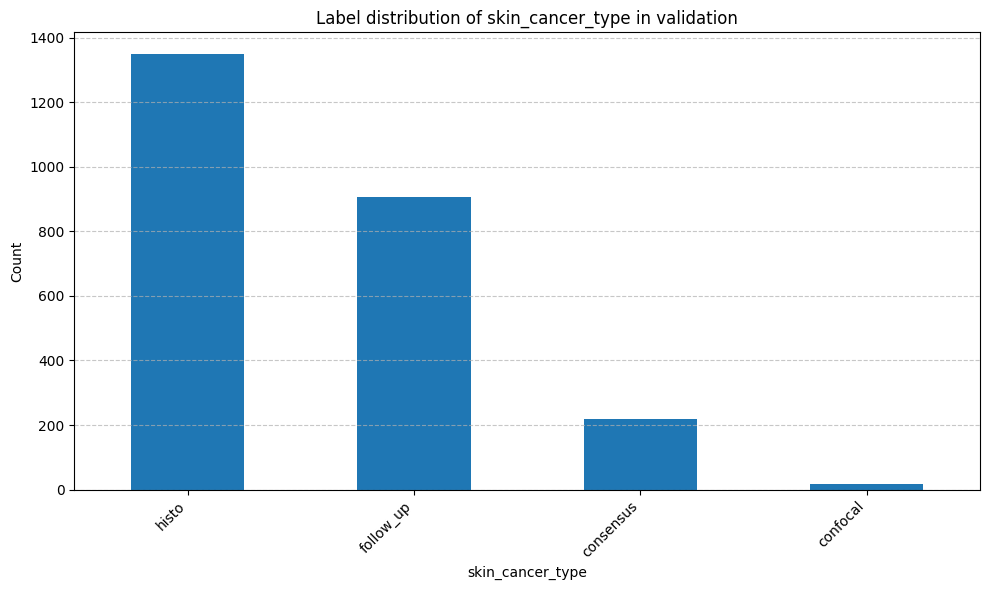 Label distribution of skin_cancer_type in validation
1400
1200
1000
800
600
400
200
0
Count
histo
follow_up
consensus
confocal
skin_cancer_type